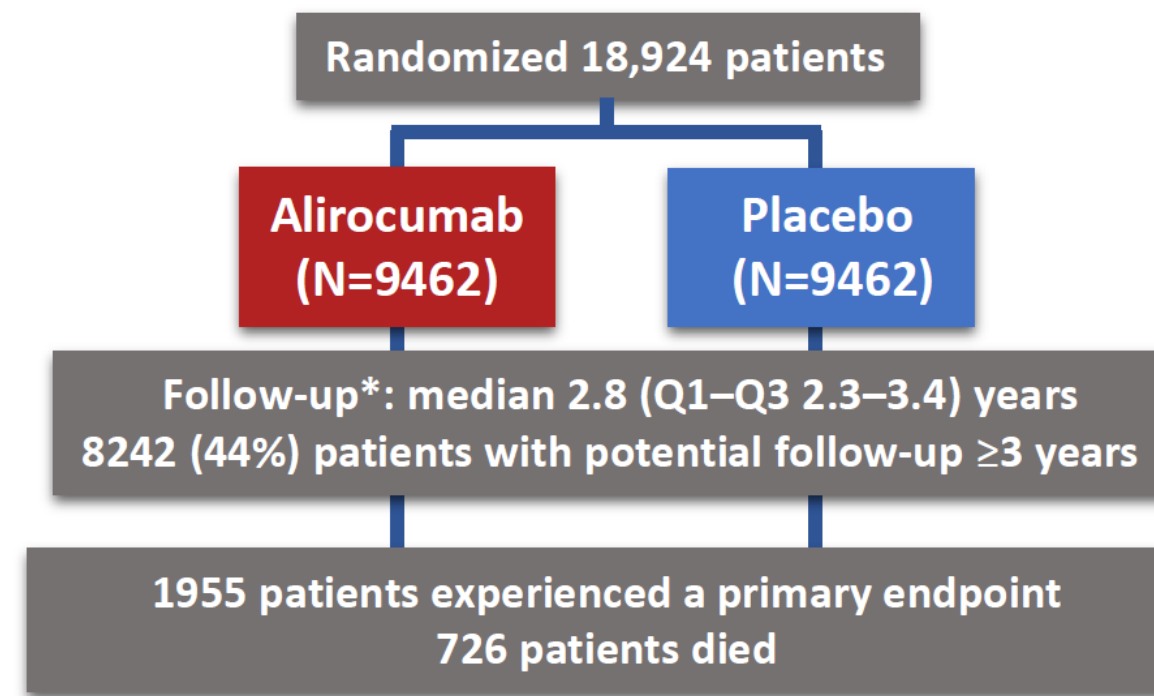 Randomized 18,924 patients
Alirocumab
(N=9462)
Placebo
(N=9462)
Follow-up*: median 2.8 (Q1–Q3 2.3–3.4) years
8242 (44%) patients with potential follow-up ≥3 years
1955 patients experienced a primary endpoint
726 patients died